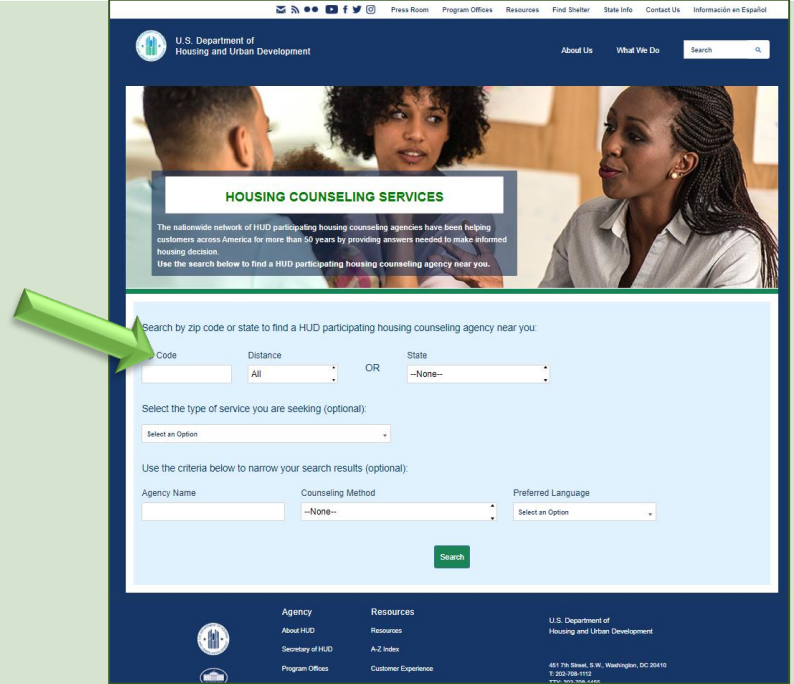 Press Room Program Offices Resources Find Shelter State Info Contact Us Información en Español
U.S. Department of
Housing and Urban Development
About Us What We Do Search
HOUSING COUNSELING SERVICES
The nationwide network of HUD participating housing counseling agencies have been helping
customers across America for more than 50 years by providing answers needed to make informed
housing decision.
Use the search below to find a HUD participating housing counseling agency near you.
Search by zip code or state to find a HUD participating housing counseling agency near you:
Code Distance State
All OR --None--
Select the type of service you are seeking (optional):
Select an Option
Use the criteria below to narrow your search results (optional):
Agency Name Counseling Method Preferred Language
--None-- Select an Option
Search
Agency Resources
U.S. Department of
About HUD Resources Housing and Urban Development
Secretary of HUD A-Z Index
Program Offices Customer Experience 451 7th Street, S.W., Washington, DC 20410
T: 202-708-1112
TTY: 202-708-1455